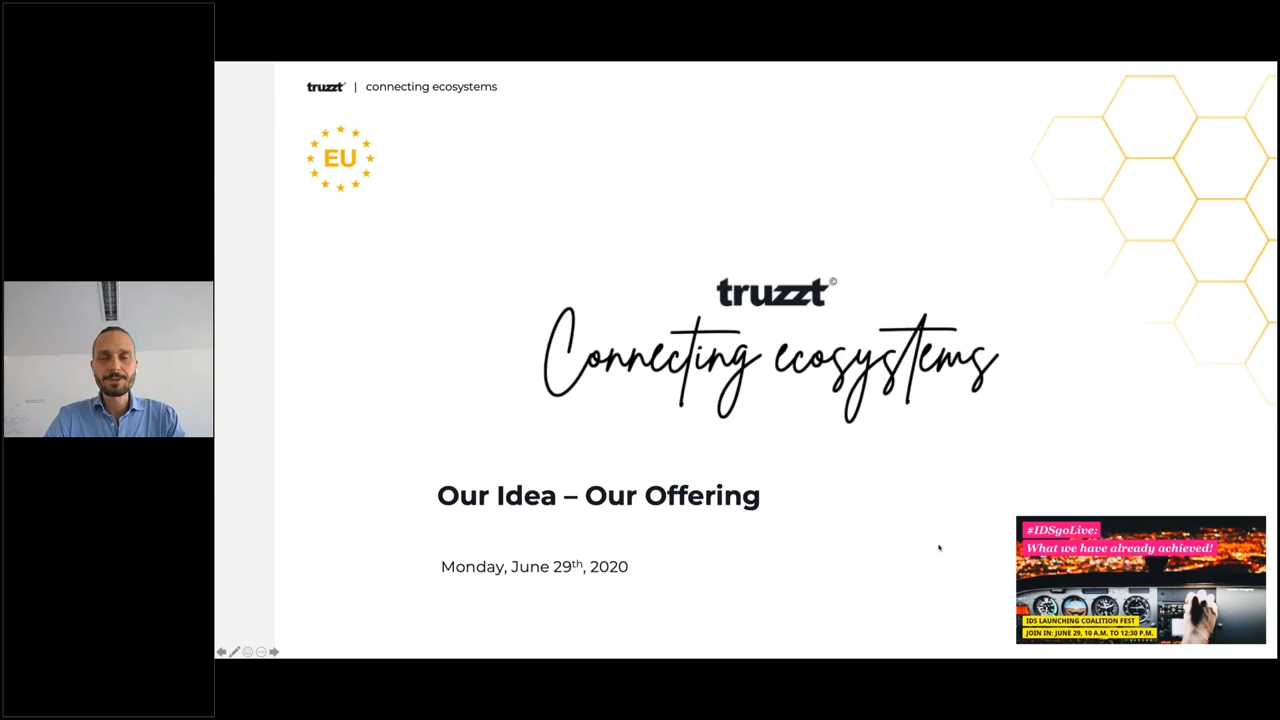 truzzt | connecting ecosystems
EU
truzzt©
Connecting ecosystems
Our Idea – Our Offering
Monday, June 29th, 2020
#IDSgoLive:
What we have already achieved!
IDS LAUNCHING COALITION FEST
JOIN IN: JUNE 29, 10 A.M. TO 12:30 P.M.